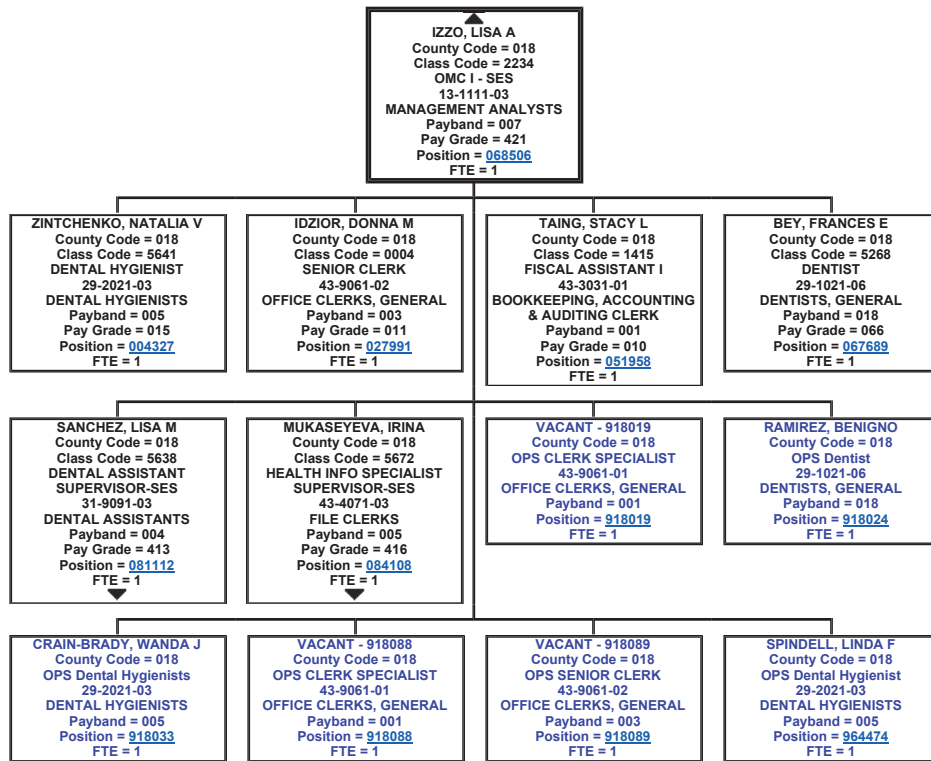 IZZO, LISA A
County Code = 018
Class Code = 2234
OMC I - SES
13-1111-03
MANAGEMENT ANALYSTS
Payband = 007
Pay Grade = 421
Position = 068506
FTE = 1
ZINTCHENKO, NATALIA V
County Code = 018
Class Code = 5641
DENTAL HYGIENIST
29-2021-03
DENTAL HYGIENISTS
Payband = 005
Pay Grade = 015
Position = 004327
FTE = 1
IDZIOR, DONNA M
County Code = 018
Class Code = 0004
SENIOR CLERK
43-9061-02
OFFICE CLERKS, GENERAL
Payband = 003
Pay Grade = 011
Position = 027991
FTE = 1
TAING, STACY L
County Code = 018
Class Code = 1415
FISCAL ASSISTANT I
43-3031-01
BOOKKEEPING, ACCOUNTING
& AUDITING CLERK
Payband = 001
Pay Grade = 010
Position = 051958
FTE = 1
BEY, FRANCES E
County Code = 018
Class Code = 5268
DENTIST
29-1021-06
DENTISTS, GENERAL
Payband = 018
Pay Grade = 066
Position = 067689
FTE = 1
SANCHEZ, LISA M
County Code = 018
Class Code = 5638
DENTAL ASSISTANT
SUPERVISOR-SES
31-9091-03
DENTAL ASSISTANTS
Payband = 004
Pay Grade = 413
Position = 081112
FTE = 1
MUKASEYEVA, IRINA
County Code = 018
Class Code = 5672
HEALTH INFO SPECIALIST
SUPERVISOR-SES
43-4071-03
FILE CLERKS
Payband = 005
Pay Grade = 416
Position = 084108
FTE = 1
VACANT - 918019
County Code = 018
OPS CLERK SPECIALIST
43-9061-01
OFFICE CLERKS, GENERAL
Payband = 001
Position = 918019
FTE = 1
RAMIREZ, BENIGNO
County Code = 018
OPS Dentist
29-1021-06
DENTISTS, GENERAL
Payband = 018
Position = 918024
FTE = 1
CRAIN-BRADY, WANDA J
County Code = 018
OPS Dental Hygienists
29-2021-03
DENTAL HYGIENISTS
Payband = 005
Position = 918033
FTE = 1
VACANT - 918088
County Code = 018
OPS CLERK SPECIALIST
43-9061-01
OFFICE CLERKS, GENERAL
Payband = 001
Position = 918088
FTE = 1
VACANT - 918089
County Code = 018
OPS SENIOR CLERK
43-9061-02
OFFICE CLERKS, GENERAL
Payband = 003
Position = 918089
FTE = 1
SPINDELL, LINDA F
County Code = 018
OPS Dental Hygienist
29-2021-03
DENTAL HYGIENISTS
Payband = 005
Position = 964474
FTE = 1